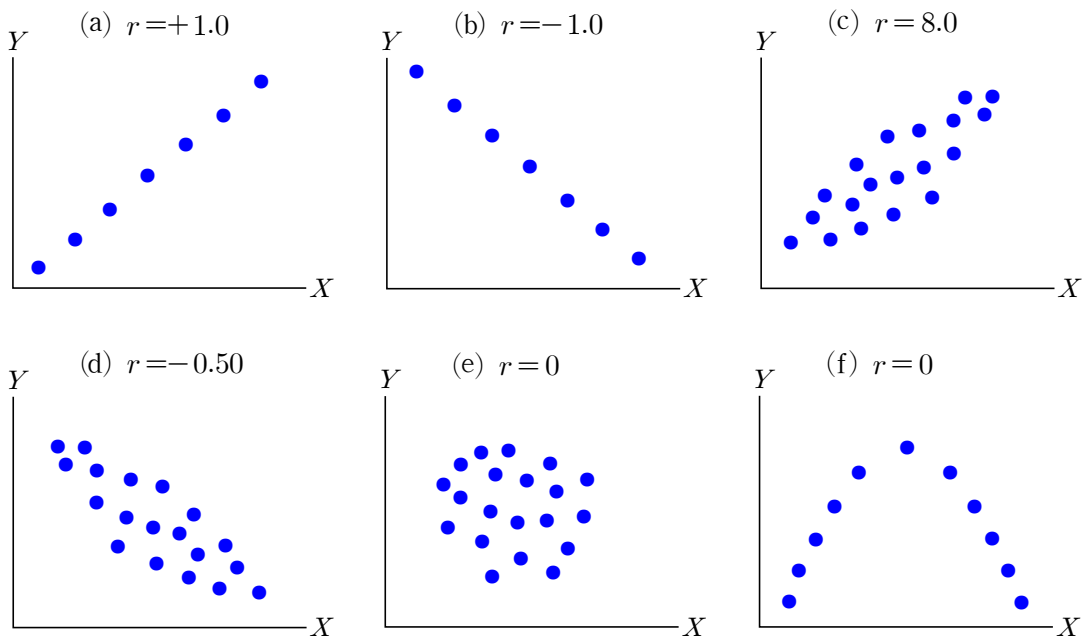 (a) r=+1.0
(b) r=−1.0
(c) r=8.0
Y
Y
Y
X
X
X
(d) r=−0.50
(e) r=0
(f) r=0
Y
Y
Y
X
X
X